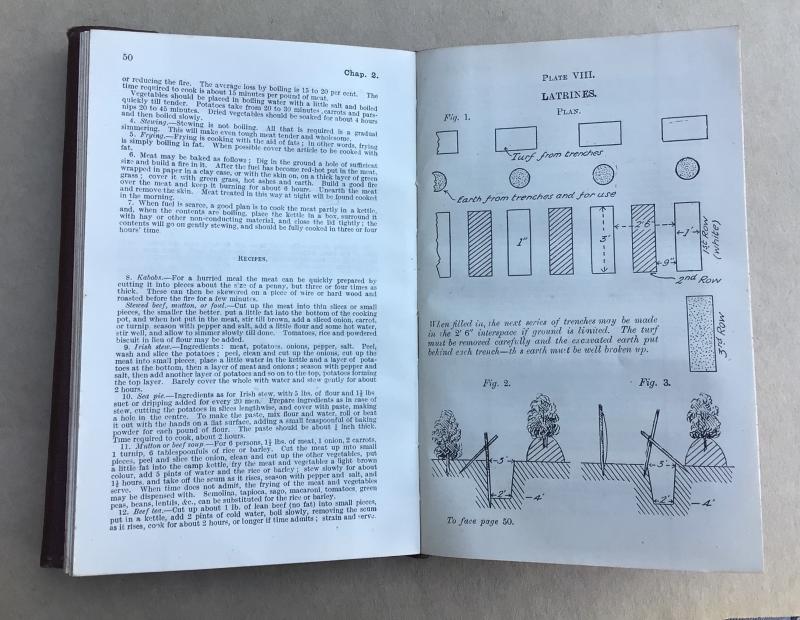 50
Chap. 2.
or reducing the fire. The average loss by boiling is 15 to 20 per cent. The
time required to cook is about 15 minutes per pound of meat.
Vegetables should be placed in boiling water with a little salt and boiled
quickly till tender. Potatoes take from 20 to 30 minutes, carrots and pars-
nips 20 to 45 minutes. Dried vegetables should be soaked for about 4 hours
and then boiled slowly.
4. Stewing.—Stewing is not boiling. All that is required is a gradual
simmering. This will make even tough meat tender and wholesome.
5. Frying.—Frying is cooking with the aid of fats; in other words, frying
is simply boiling in fat. When possible cover the article to be cooked with
fat.
6. Meat may be baked as follows: Dig in the ground a hole of sufficient
size and build a fire in it. After the fuel has become red-hot put in the meat,
wrapped in paper in a clay case, or with the skin on, on a thick layer of green
grass; cover it with green grass, hot ashes and earth. Build a good fire
over the meat and keep it burning for about 6 hours. Unearth the meat
and remove the skin. Meat treated in this way at night will be found cooked
in the morning.
7. When fuel is scarce, a good plan is to cook the meat partly in a kettle,
and, when the contents are boiling, place the kettle in a box, surround it
with hay or other non-conducting material, and close the lid tightly; the
contents will go on gently stewing, and should be fully cooked in three or four
hours' time.
RECIPES.
8. Kabobs.—For a hurried meal the meat can be quickly prepared by
cutting it into pieces about the size of a penny, but three or four times as
thick. These can then be skewered on a piece of wire or hard wood and
roasted before the fire for a few minutes.
Stewed beef, mutton, or fowl.—Cut up the meat into thin slices or small
pieces, the smaller the better, put a little fat into the bottom of the cooking
pot, and when hot put in the meat, stir till brown, add a sliced onion, carrot,
or turnip, season with pepper and salt, add a little flour and some hot water,
stir well, and allow to simmer slowly till done. Tomatoes, rice and powdered
biscuit in lieu of flour may be added.
9. Irish stew.—Ingredients: meat, potatoes, onions, pepper, salt. Peel,
wash and slice the potatoes; peel, clean and cut up the onions, cut up the
meat into small pieces, place a little water in the kettle and a layer of pota-
toes at the bottom, then a layer of meat and onions; season with pepper and
salt, then add another layer of potatoes and so on to the top, potatoes forming
the top layer. Barely cover the whole with water and stew gently for about
2 hours.
10. Sea pie.—Ingredients as for Irish stew, with 5 lbs. of flour and 1½ lbs
suet or dripping added for every 20 men. Prepare ingredients as in case of
stew, cutting the potatoes in slices lengthwise, and cover with paste, making
a hole in the centre. To make the paste, mix flour and water, roll or beat
it out with the hands on a flat surface, adding a small teaspoonful of baking
powder for each pound of flour. The paste should be about ¾ inch thick.
Time required to cook, about 2 hours.
11. Mutton or beef soup.—For 6 persons, 1½ lbs. of meat, 1 onion, 2 carrots,
1 turnip, 6 tablespoonfuls of rice or barley. Cut the meat up into small
pieces, peel and slice the onion, clean and cut up the other vegetables, put
a little fat into the camp kettle, fry the meat and vegetables a light brown
colour, add 5 pints of water and the rice or barley; stew slowly for about
1½ hours, and take off the scum as it rises, season with pepper and salt, and
serve. When time does not admit, the frying of the meat and vegetables
may be dispensed with. Semolina, tapioca, sago, macaroni, tomatoes, green
peas, beans, lentils, &c., can be substituted for the rice or barley.
12. Beef tea.—Cut up about 1 lb. of lean beef (no fat) into small pieces,
put in a kettle, add 2 pints of cold water, boil slowly, removing the scum
as it rises, cook for about 2 hours, or longer if time admits; strain and serve.
PLATE VIII.
LATRINES.
PLAN.
Fig. 1.
Turf from trenches
Earth from trenches and for use
1"
3'
2' 6"
1'
9"
1st Row
(white)
2nd Row
3rd Row
When filled in, the next series of trenches may be made
in the 2' 6" interspace if ground is limited. The turf
must be removed carefully and the excavated earth put
behind each trench—this earth must be well broken up.
Fig. 2.
Fig. 3.
3'
2'
4'
3'
2'
4'
To face page 50.